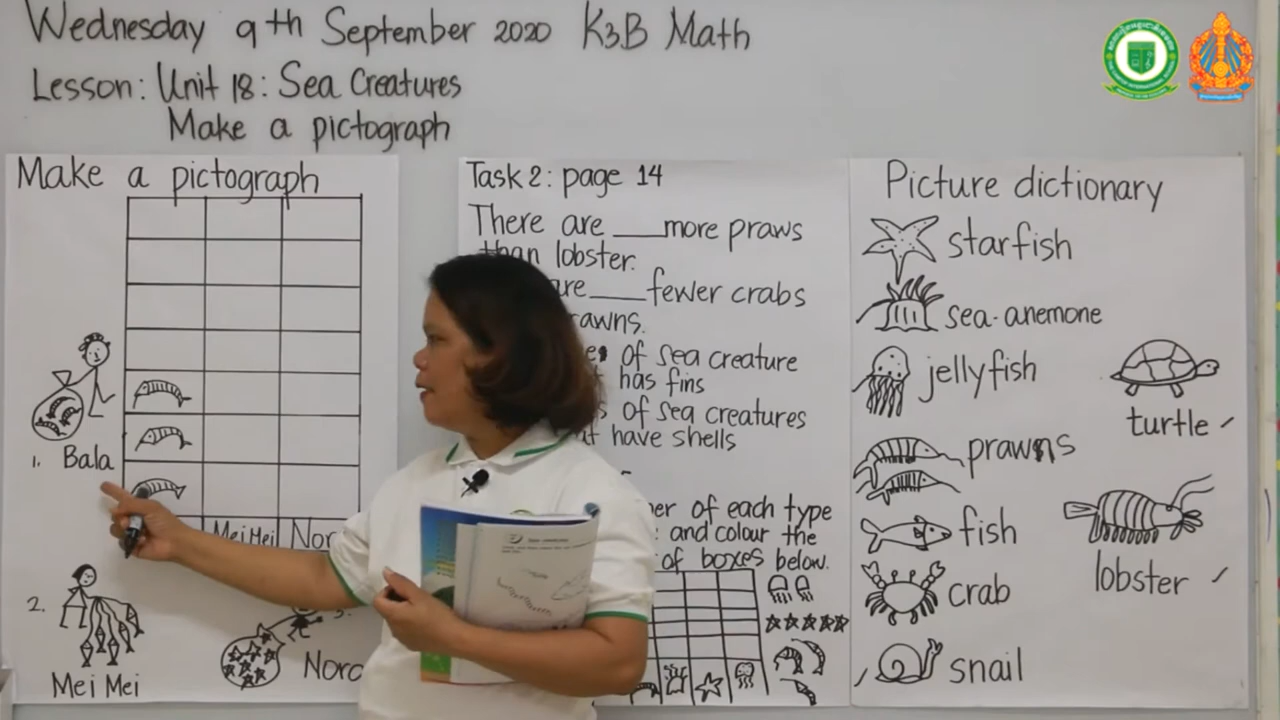 Wednesday 9th September 2020 K3B Math
Lesson: Unit 18: Sea Creatures
Make a pictograph
Make a pictograph
1. Bala
Mei Mei
2.
Mei Mei
Task 2: page 14
There are ___ more praws
than lobster.
___ fewer crabs
of sea creature
has fins
of sea creatures
have shells
of each type
and colour the
of boxes below.
Picture dictionary
starfish
sea-anemone
jellyfish
turtle
prawns
fish
lobster
crab
snail